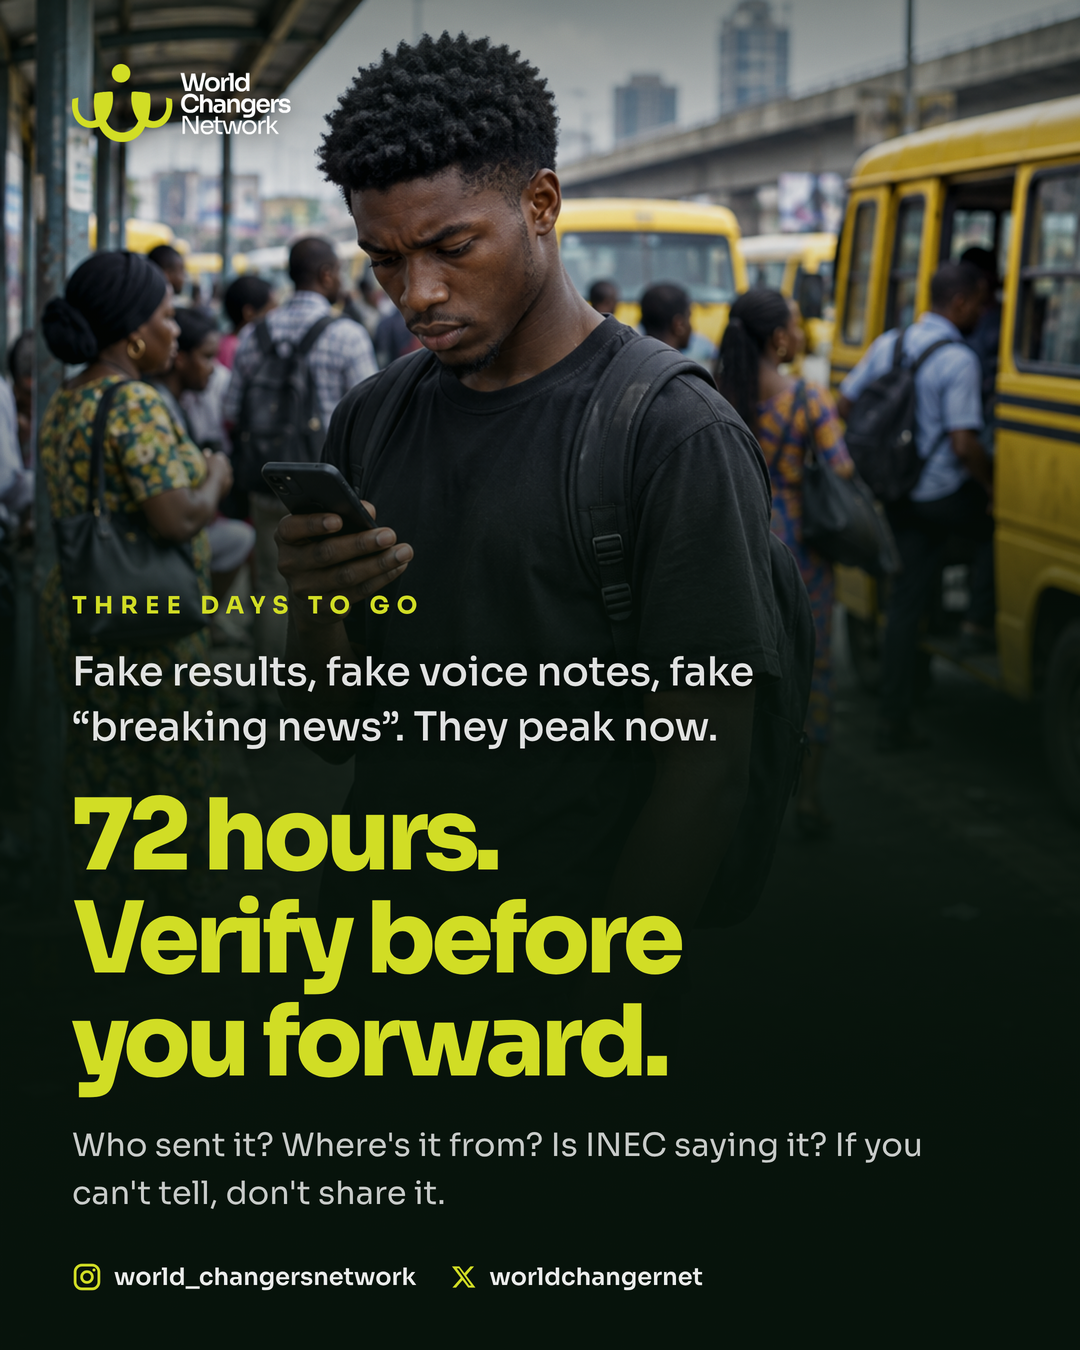 World
Changers
Network
THREE DAYS TO GO
Fake results, fake voice notes, fake
“breaking news”. They peak now.
72 hours.
Verify before
you forward.
Who sent it? Where's it from? Is INEC saying it? If you
can't tell, don't share it.
world_changersnetwork
worldchangernet